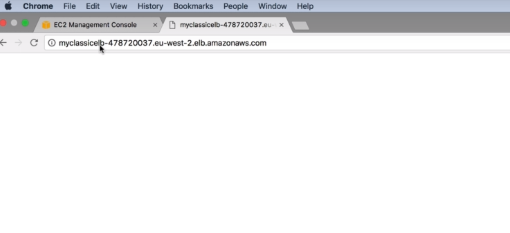 Chrome File Edit View History Bookmarks People Window Help
EC2 Management Console × myclassicelb-478720037.eu- ×
myclassicelb-478720037.eu-west-2.elb.amazonaws.com